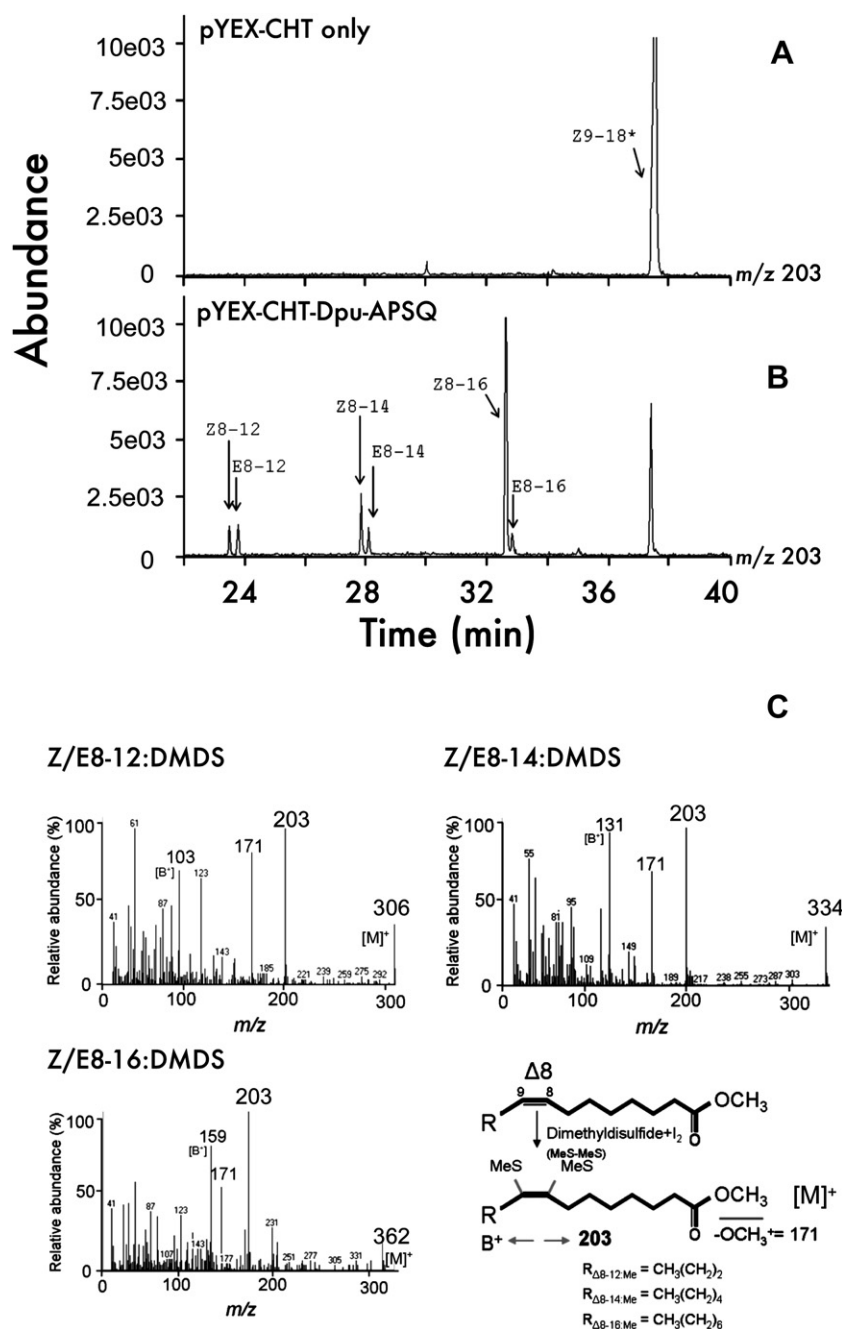 pYEX-CHT only
A
10e03
7.5e03
5e03
2.5e03
0
Z9-18*
m/z 203
Abundance
pYEX-CHT-Dpu-APSQ
B
10e03
7.5e03
5e03
2.5e03
0
Z8-12
E8-12
Z8-14
E8-14
Z8-16
E8-16
m/z 203
24 28 32 36 40
Time (min)
C
Z/E8-12:DMDS
Relative abundance (%)
100
50
0
61
41
[B+]
103
87
123
143
171
185
203
221
239
259
275
292
306
[M]+
0 100 200 300
m/z
Z/E8-14:DMDS
Relative abundance (%)
100
50
0
41
55
81
95
109
[B+]
131
149
171
189
203
217
238
255
273
287
303
334
[M]+
100 200 300
m/z
Z/E8-16:DMDS
Relative abundance (%)
100
50
0
41
87
107
123
143
159
[B+]
171
177
203
231
251
277
305
331
362
[M]+
0 100 200 300
m/z
Δ8
9 8
R
OCH3
O
Dimethyldisulfide+I2
(MeS-MeS)
MeS MeS
R
OCH3
O
[M]+
-OCH3+= 171
B+ 203
RΔ8-12:Me = CH3(CH2)2
RΔ8-14:Me = CH3(CH2)4
RΔ8-16:Me = CH3(CH2)6